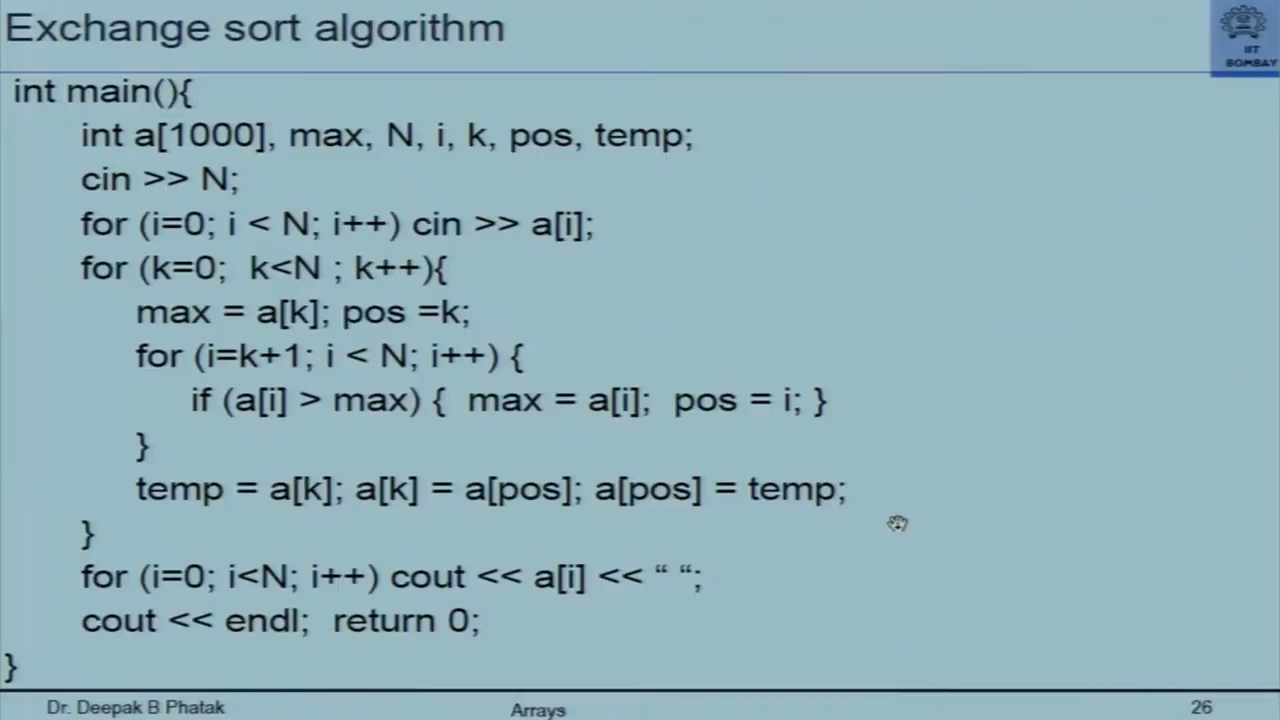 Exchange sort algorithm
IIT
BOMBAY
int main(){
int a[1000], max, N, i, k, pos, temp;
cin >> N;
for (i=0; i < N; i++) cin >> a[i];
for (k=0; k<N ; k++){
max = a[k]; pos =k;
for (i=k+1; i < N; i++) {
if (a[i] > max) { max = a[i]; pos = i; }
}
temp = a[k]; a[k] = a[pos]; a[pos] = temp;
}
for (i=0; i<N; i++) cout << a[i] << “ “;
cout << endl; return 0;
}
Dr. Deepak B Phatak
Arrays
26